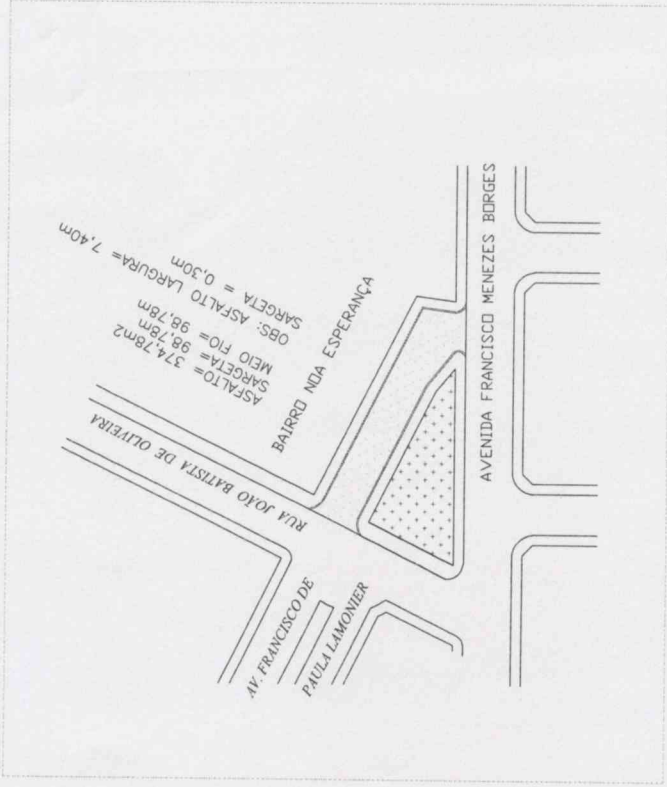 ASFALTO= 374,78m2
SARGETA= 98,78m
MEIO FIO= 98,78m
OBS: ASFALTO LARGURA= 7,40m
SARGETA = 0,30m
BAIRRO NOA ESPERANÇA
RUA JOÃO BATISTA DE OLIVEIRA
AV. FRANCISCO DE
PAULA LAMONIER
AVENIDA FRANCISCO MENEZES BORGES